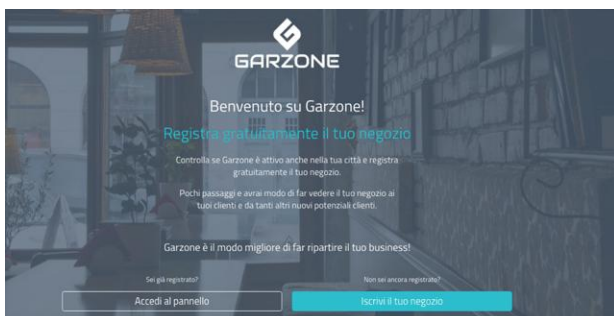 GARZONE
Benvenuto su Garzone!
Registra gratuitamente il tuo negozio
Controlla se Garzone è attivo anche nella tua città e registra
gratuitamente il tuo negozio.
Pochi passaggi e avrai modo di far vedere il tuo negozio ai
tuoi clienti e da tanti altri nuovi potenziali clienti.
Garzone è il modo migliore di far ripartire il tuo business!
Sei già registrato?
Non sei ancora registrato?
Accedi al pannello
Iscrivi il tuo negozio